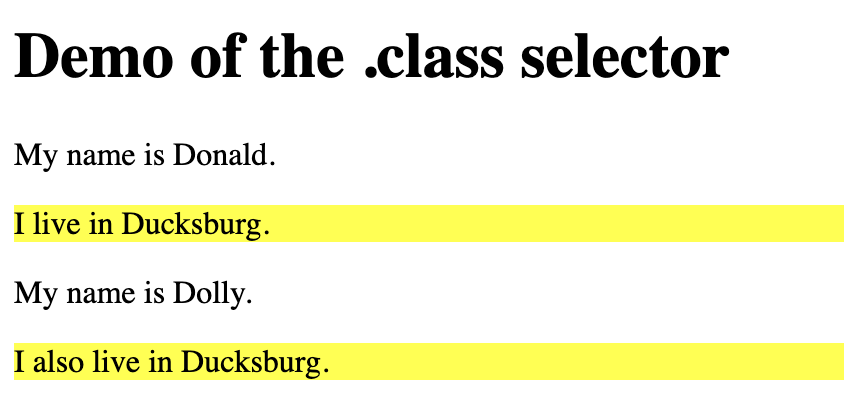 Demo of the .class selector
My name is Donald.
I live in Ducksburg.
My name is Dolly.
I also live in Ducksburg.